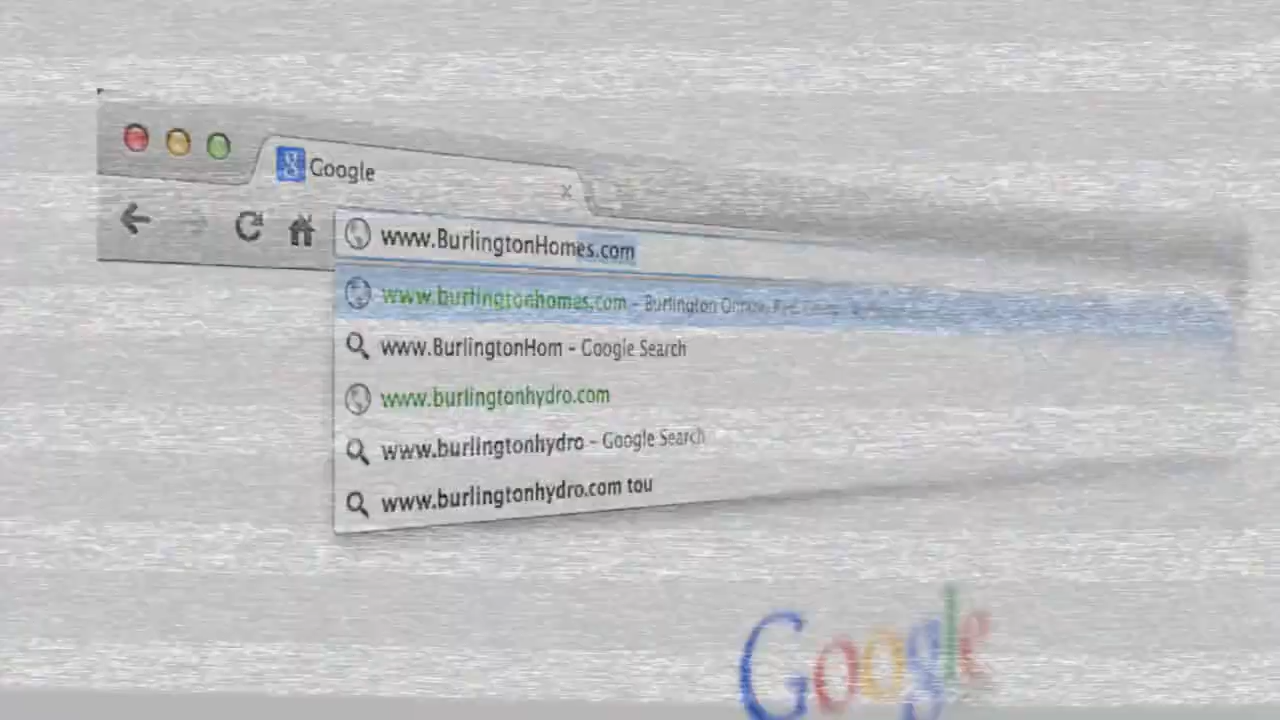 Google
www.BurlingtonHomes.com
www.burlingtonhomes.com - Burlington
www.BurlingtonHom - Google Search
www.burlingtonhydro.com
www.burlingtonhydro - Google Search
www.burlingtonhydro.com tou
Google